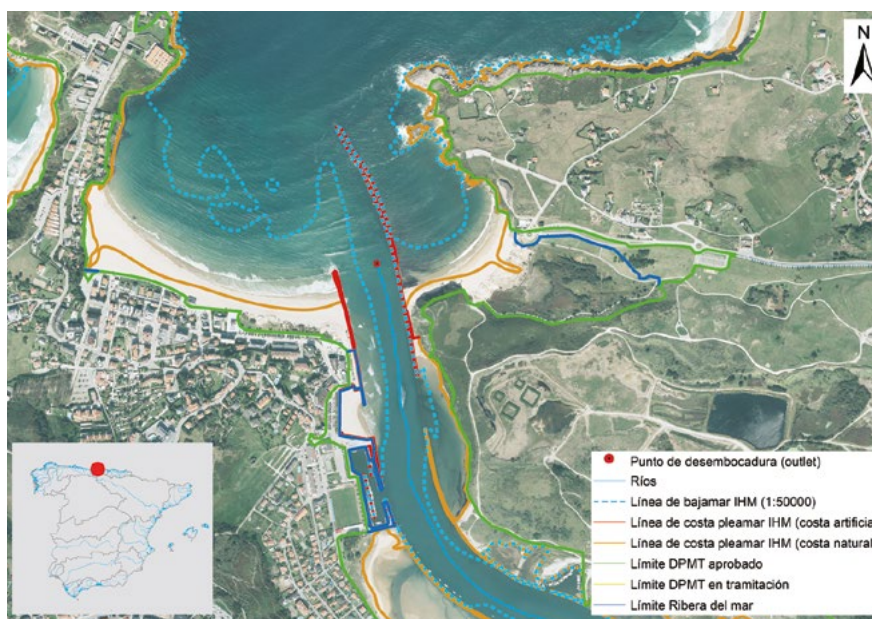 N
Punto de desembocadura (outlet)
Ríos
Línea de bajamar IHM (1:50000)
Línea de costa pleamar IHM (costa artificia
Línea de costa pleamar IHM (costa natural
Límite DPMT aprobado
Límite DPMT en tramitación
Límite Ribera del mar